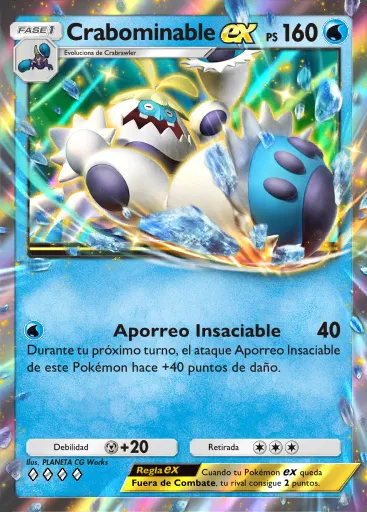 FASE 1
Crabominable ex PS 160
Evoluciona de Crabrawler
Aporreo Insaciable 40
Durante tu próximo turno, el ataque Aporreo Insaciable
de este Pokémon hace +40 puntos de daño.
Debilidad +20 Retirada
Ilus. PLANETA CG Works
Regla ex Cuando tu Pokémon ex queda
Fuera de Combate, tu rival consigue 2 puntos.